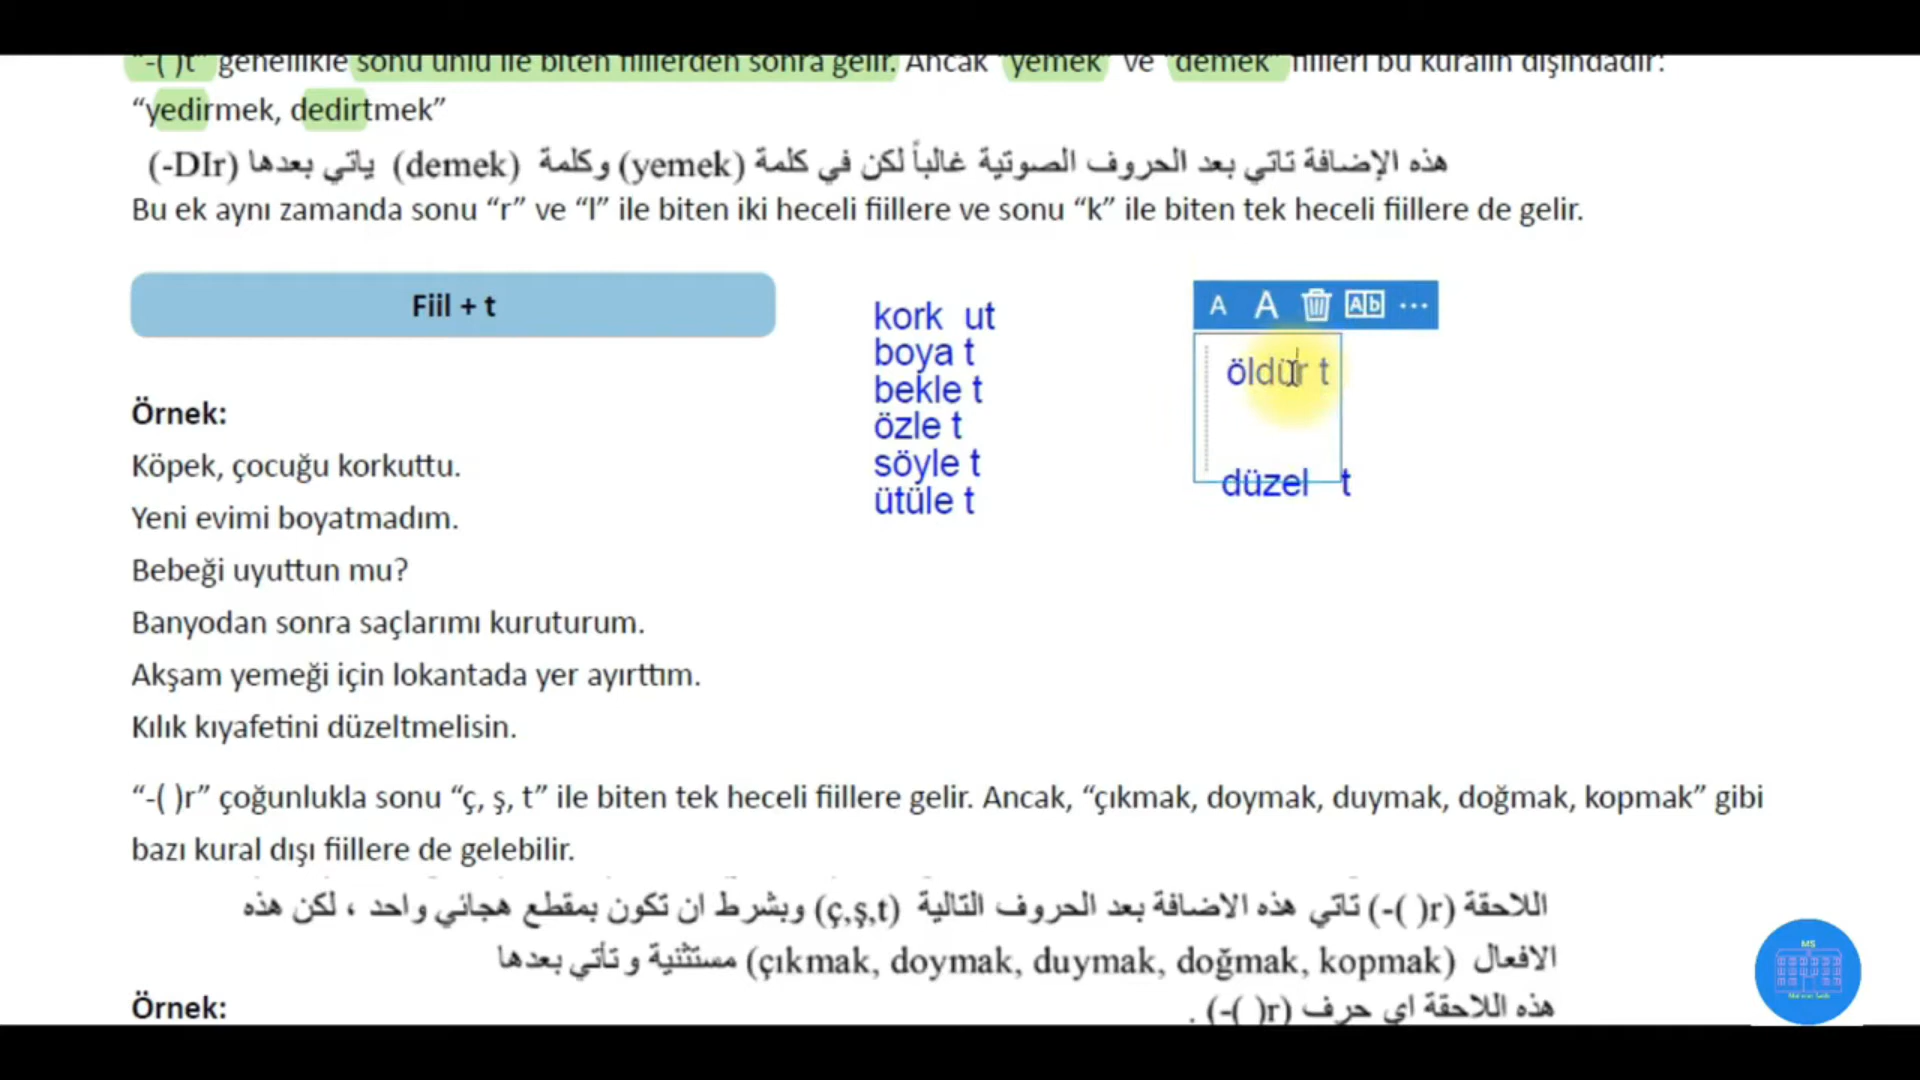 “-( )t” genellikle sonu ünlü ile biten fiillerden sonra gelir. Ancak “yemek” ve “demek” fiilleri bu kuralın dışındadır:
“yedirmek, dedirtmek”
هذه الإضافة تاتي بعد الحروف الصوتية غالباً لكن في كلمة (yemek) وكلمة (demek) ياتي بعدها (-DIr)
Bu ek aynı zamanda sonu “r” ve “l” ile biten iki heceli fiillere ve sonu “k” ile biten tek heceli fiillere de gelir.
Fiil + t
kork ut
boya t
bekle t
özle t
söyle t
ütüle t
A A Ab ...
öldür t
düzel t
Örnek:
Köpek, çocuğu korkuttu.
Yeni evimi boyatmadım.
Bebeği uyuttun mu?
Banyodan sonra saçlarımı kuruturum.
Akşam yemeği için lokantada yer ayırttım.
Kılık kıyafetini düzeltmelisin.
“-( )r” çoğunlukla sonu “ç, ş, t” ile biten tek heceli fiillere gelir. Ancak, “çıkmak, doymak, duymak, doğmak, kopmak” gibi
bazı kural dışı fiillere de gelebilir.
اللاحقة (-( )r) تاتي هذه الاضافة بعد الحروف التالية (ç,ş,t) وبشرط ان تكون بمقطع هجائي واحد ، لكن هذه
الافعال (çıkmak, doymak, duymak, doğmak, kopmak) مستثنية و تأتي بعدها
هذه اللاحقة اي حرف (-( )r) .
Örnek:
MS